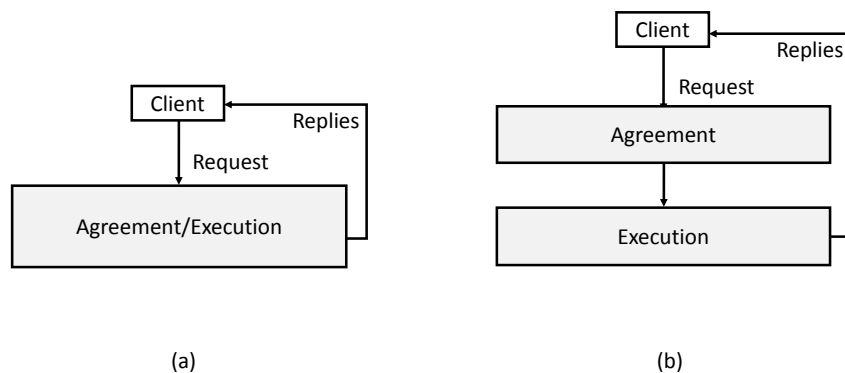 Client
Replies
Request
Agreement/Execution
(a)
Client
Replies
Request
Agreement
Execution
(b)